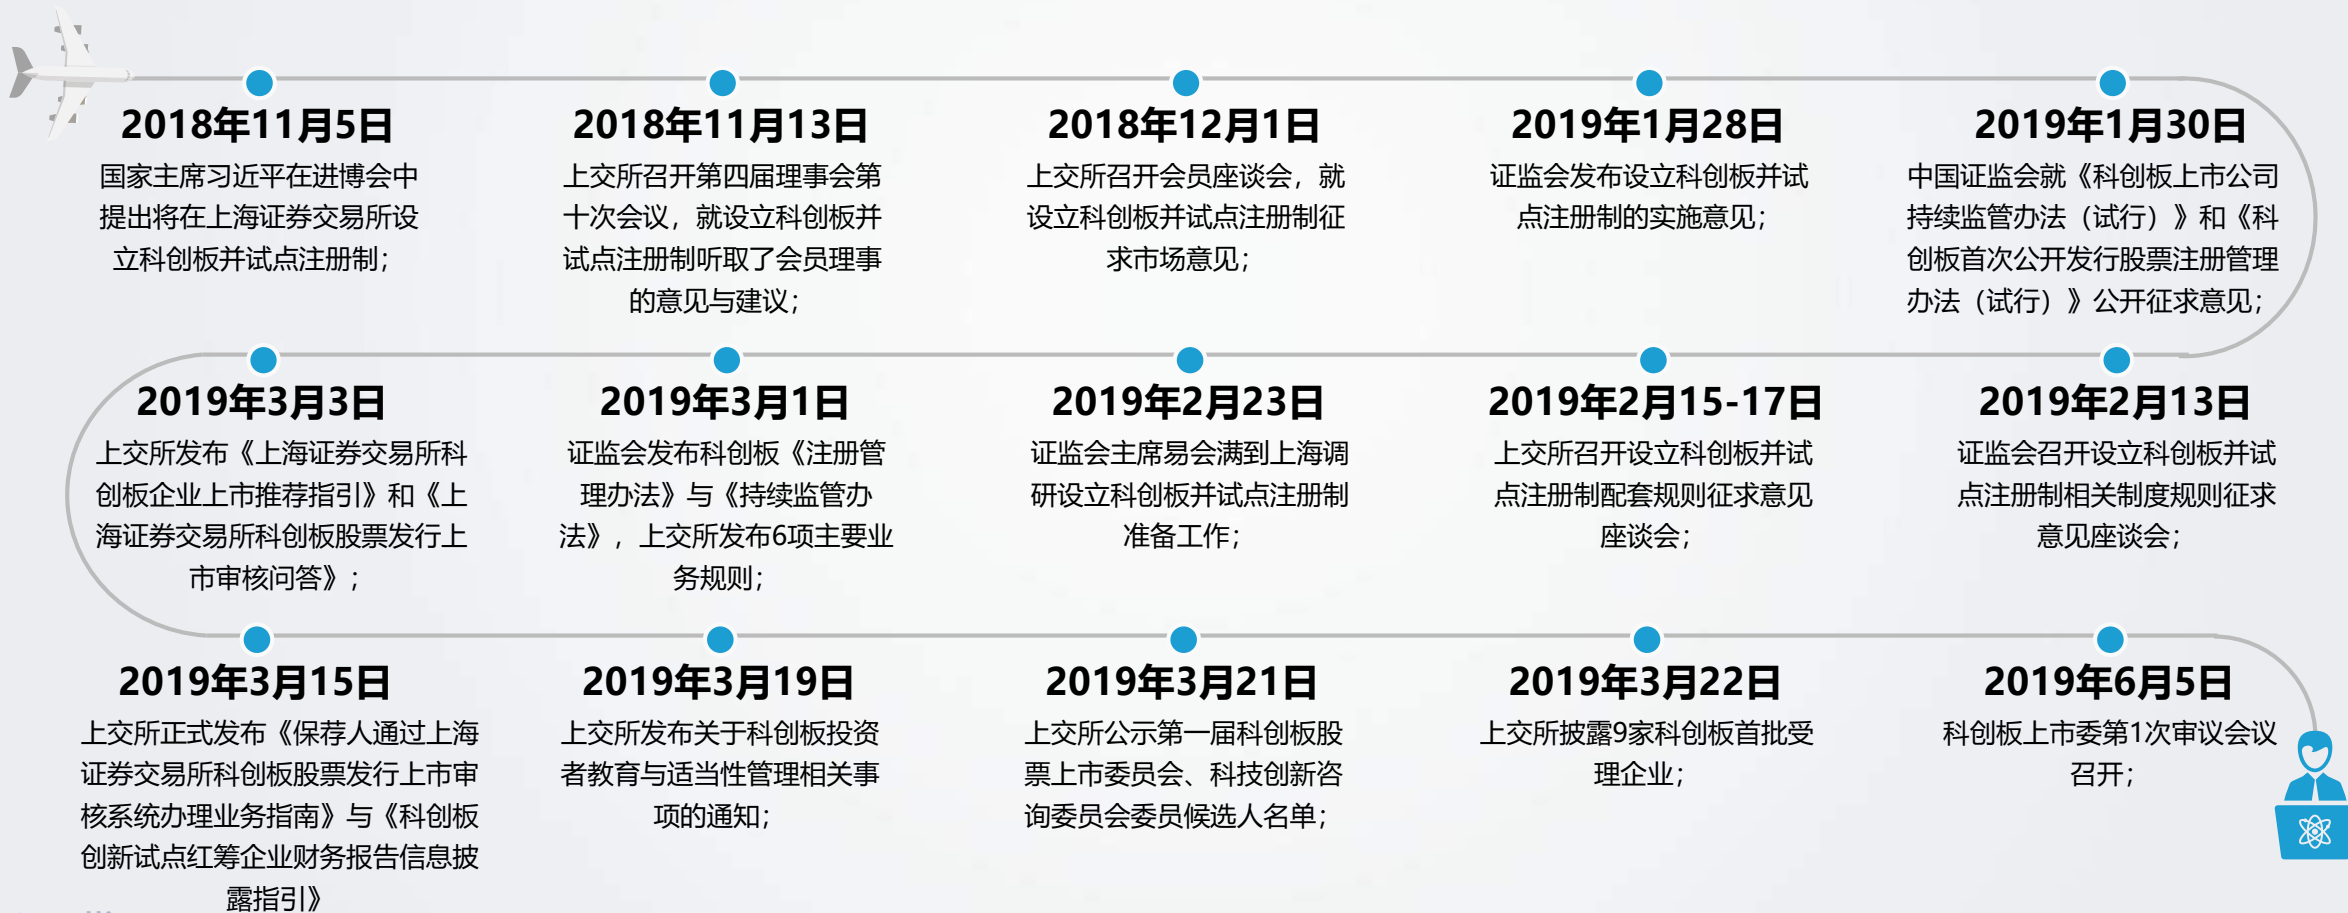 2018年11月5日
国家主席习近平在进博会中
提出将在上海证券交易所设
立科创板并试点注册制；
2018年11月13日
上交所召开第四届理事会第
十次会议，就设立科创板并
试点注册制听取了会员理事
的意见与建议；
2018年12月1日
上交所召开会员座谈会，就
设立科创板并试点注册制征
求市场意见；
2019年1月28日
证监会发布设立科创板并试
点注册制的实施意见；
2019年1月30日
中国证监会就《科创板上市公司
持续监管办法（试行）》和《科
创板首次公开发行股票注册管理
办法（试行）》公开征求意见；
2019年2月13日
证监会召开设立科创板并试
点注册制相关制度规则征求
意见座谈会；
2019年2月15-17日
上交所召开设立科创板并试
点注册制配套规则征求意见
座谈会；
2019年2月23日
证监会主席易会满到上海调
研设立科创板并试点注册制
准备工作；
2019年3月1日
证监会发布科创板《注册管
理办法》与《持续监管办
法》，上交所发布6项主要业
务规则；
2019年3月3日
上交所发布《上海证券交易所科
创板企业上市推荐指引》和《上
海证券交易所科创板股票发行上
市审核问答》；
2019年3月15日
上交所正式发布《保荐人通过上海
证券交易所科创板股票发行上市审
核系统办理业务指南》与《科创板
创新试点红筹企业财务报告信息披
露指引》
2019年3月19日
上交所发布关于科创板投资
者教育与适当性管理相关事
项的通知；
2019年3月21日
上交所公示第一届科创板股
票上市委员会、科技创新咨
询委员会委员候选人名单；
2019年3月22日
上交所披露9家科创板首批受
理企业；
2019年6月5日
科创板上市委第1次审议会议
召开；